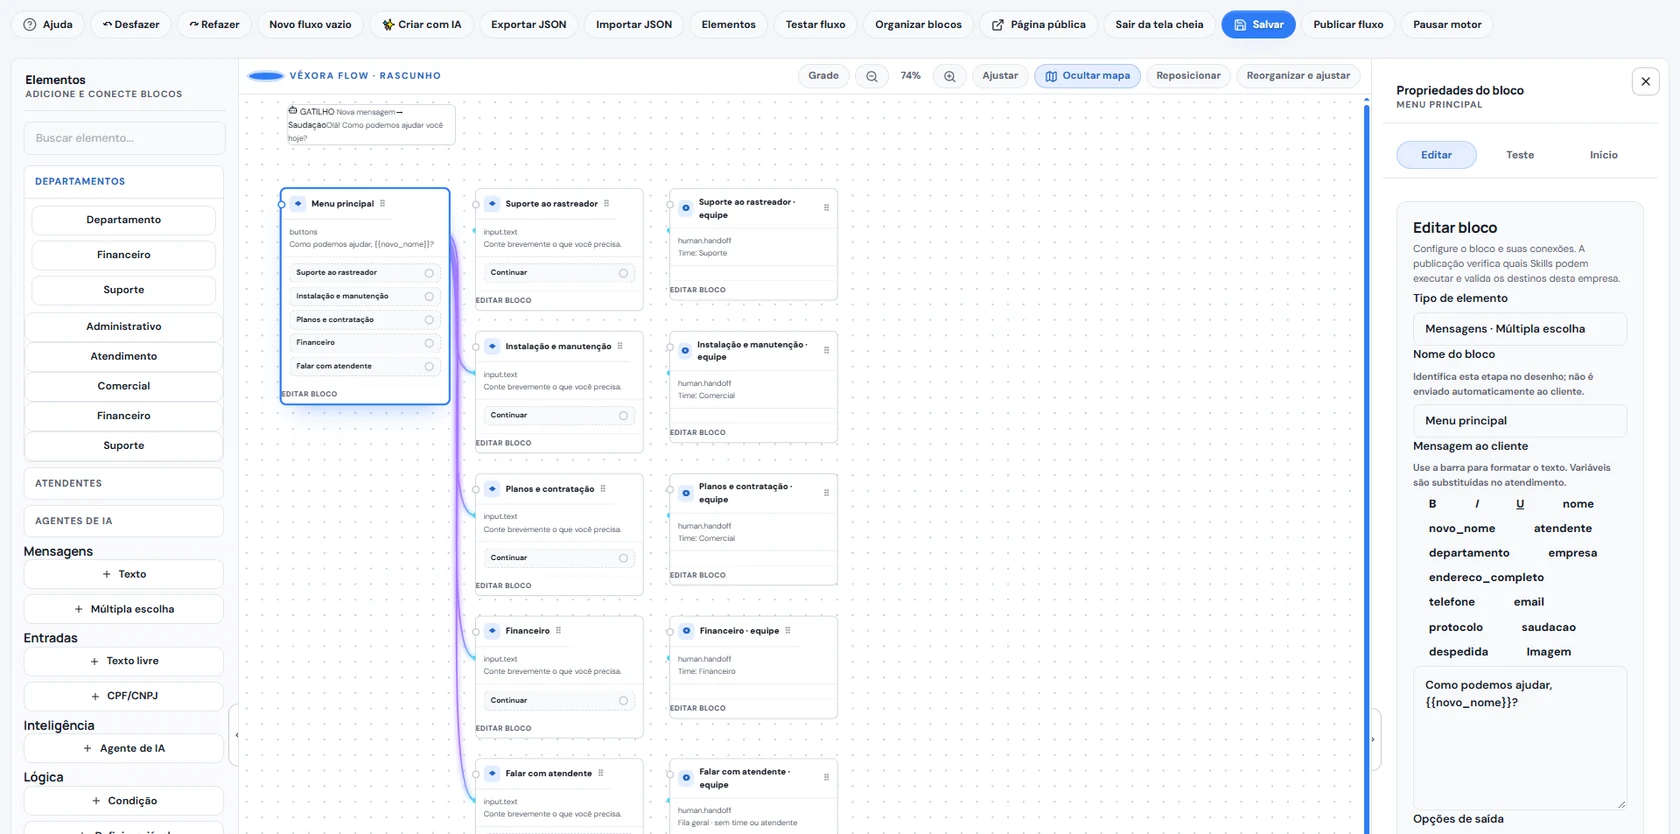 Ajuda
Desfazer
Refazer
Novo fluxo vazio
Criar com IA
Exportar JSON
Importar JSON
Elementos
Testar fluxo
Organizar blocos
Página pública
Sair da tela cheia
Salvar
Publicar fluxo
Pausar motor
Elementos
ADICIONE E CONECTE BLOCOS
Buscar elemento...
DEPARTAMENTOS
Departamento
Financeiro
Suporte
Administrativo
Atendimento
Comercial
Financeiro
Suporte
ATENDENTES
AGENTES DE IA
Mensagens
+ Texto
+ Múltipla escolha
Entradas
+ Texto livre
+ CPF/CNPJ
Inteligência
+ Agente de IA
Lógica
+ Condição
VÉXORA FLOW · RASCUNHO
Grade
74%
Ajustar
Ocultar mapa
Reposicionar
Reorganizar e ajustar
GATILHO Nova mensagem→
SaudaçãoOlá! Como podemos ajudar você
hoje?
Menu principal
buttons
Como podemos ajudar, {{novo_nome}}?
Suporte ao rastreador
Instalação e manutenção
Planos e contratação
Financeiro
Falar com atendente
EDITAR BLOCO
Suporte ao rastreador
input.text
Conte brevemente o que você precisa.
Continuar
EDITAR BLOCO
Suporte ao rastreador ·
equipe
human.handoff
Time: Suporte
EDITAR BLOCO
Instalação e manutenção
input.text
Conte brevemente o que você precisa.
Continuar
EDITAR BLOCO
Instalação e manutenção ·
equipe
human.handoff
Time: Comercial
EDITAR BLOCO
Planos e contratação
input.text
Conte brevemente o que você precisa.
Continuar
EDITAR BLOCO
Planos e contratação ·
equipe
human.handoff
Time: Comercial
EDITAR BLOCO
Financeiro
input.text
Conte brevemente o que você precisa.
Continuar
EDITAR BLOCO
Financeiro · equipe
human.handoff
Time: Financeiro
EDITAR BLOCO
Falar com atendente
input.text
Conte brevemente o que você precisa.
Falar com atendente ·
equipe
human.handoff
Fila geral · sem time ou atendente
Propriedades do bloco
MENU PRINCIPAL
Editar
Teste
Início
Editar bloco
Configure o bloco e suas conexões. A
publicação verifica quais Skills podem
executar e valida os destinos desta empresa.
Tipo de elemento
Mensagens · Múltipla escolha
Nome do bloco
Identifica esta etapa no desenho; não é
enviado automaticamente ao cliente.
Menu principal
Mensagem ao cliente
Use a barra para formatar o texto. Variáveis
são substituídas no atendimento.
B I U nome
novo_nome atendente
departamento empresa
endereco_completo
telefone email
protocolo saudacao
despedida Imagem
Como podemos ajudar,
{{novo_nome}}?
Opções de saída